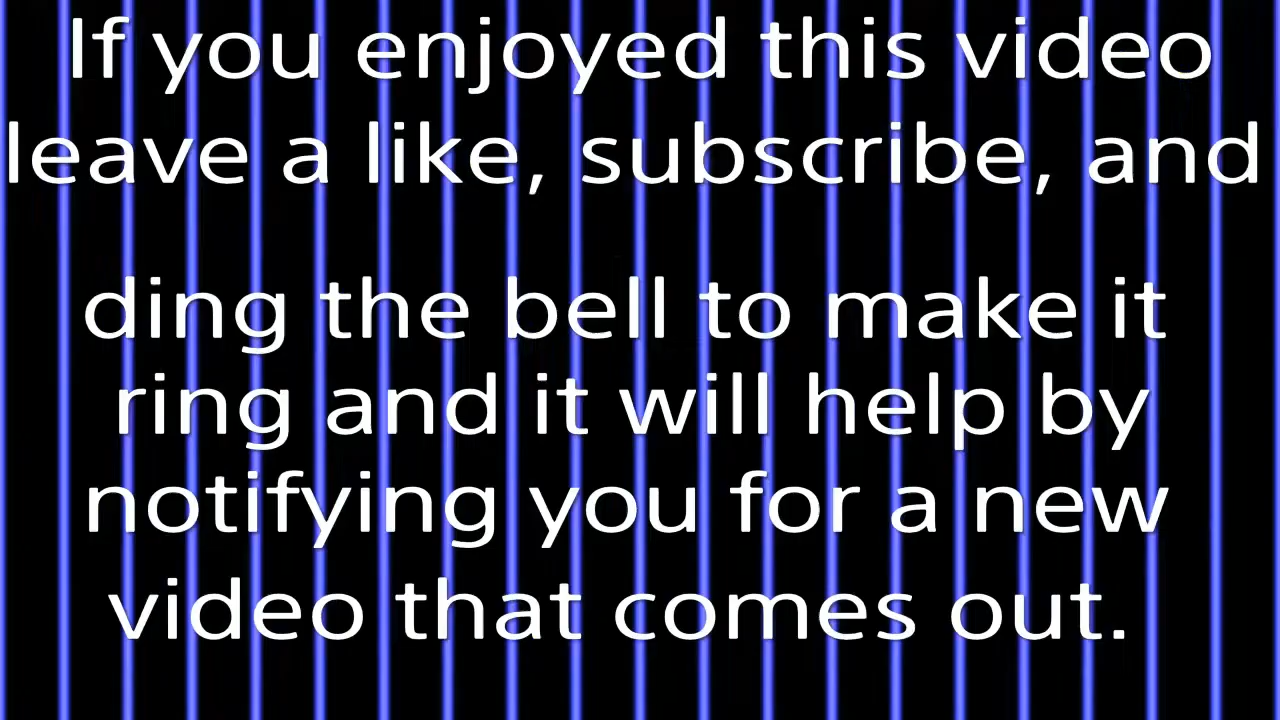 If you enjoyed this video
leave a like, subscribe, and
ding the bell to make it
ring and it will help by
notifying you for a new
video that comes out.